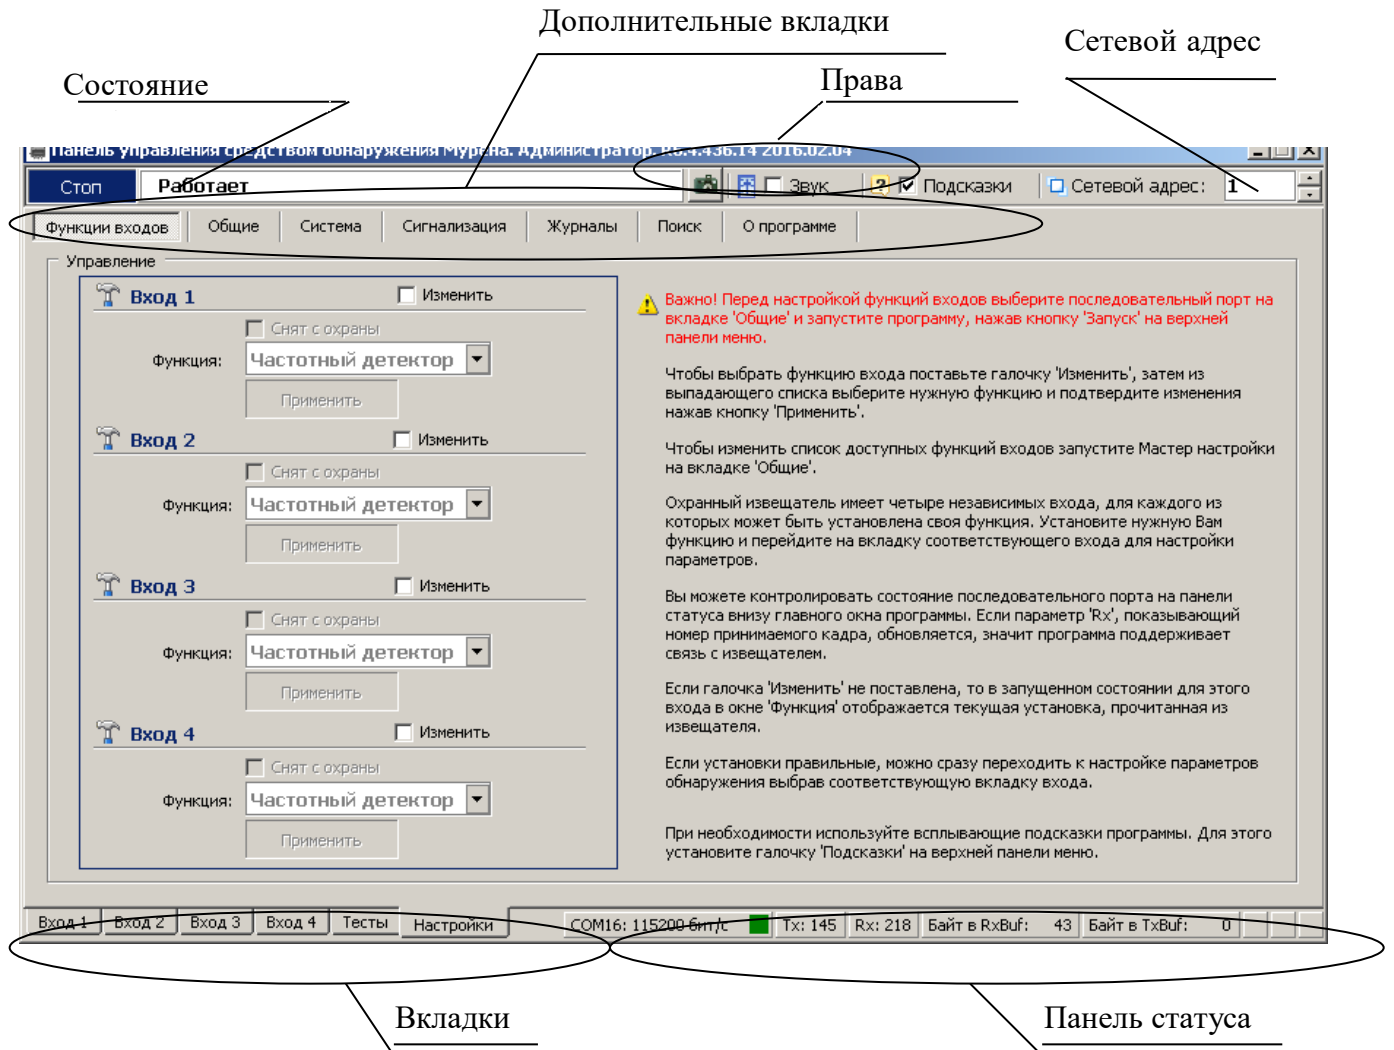 Дополнительные вкладки
Сетевой адрес
Состояние
Права
Панель управления средством обнаружения Мурена. Администратор. R6.4.436.14 2016.02.04
Стоп
Работает
Звук
Подсказки
Сетевой адрес:
1
Функции входов
Общие
Система
Сигнализация
Журналы
Поиск
О программе
Управление
Вход 1
Изменить
Снят с охраны
Функция:
Частотный детектор
Применить
Вход 2
Изменить
Снят с охраны
Функция:
Частотный детектор
Применить
Вход 3
Изменить
Снят с охраны
Функция:
Частотный детектор
Применить
Вход 4
Изменить
Снят с охраны
Функция:
Частотный детектор
Применить
Важно! Перед настройкой функций входов выберите последовательный порт на
вкладке 'Общие' и запустите программу, нажав кнопку 'Запуск' на верхней
панели меню.
Чтобы выбрать функцию входа поставьте галочку 'Изменить', затем из
выпадающего списка выберите нужную функцию и подтвердите изменения
нажав кнопку 'Применить'.
Чтобы изменить список доступных функций входов запустите Мастер настройки
на вкладке 'Общие'.
Охранный извещатель имеет четыре независимых входа, для каждого из
которых может быть установлена своя функция. Установите нужную Вам
функцию и перейдите на вкладку соответствующего входа для настройки
параметров.
Вы можете контролировать состояние последовательного порта на панели
статуса внизу главного окна программы. Если параметр 'Rx', показывающий
номер принимаемого кадра, обновляется, значит программа поддерживает
связь с извещателем.
Если галочка 'Изменить' не поставлена, то в запущенном состоянии для этого
входа в окне 'Функция' отображается текущая установка, прочитанная из
извещателя.
Если установки правильные, можно сразу переходить к настройке параметров
обнаружения выбрав соответствующую вкладку входа.
При необходимости используйте всплывающие подсказки программы. Для этого
установите галочку 'Подсказки' на верхней панели меню.
Вход 1
Вход 2
Вход 3
Вход 4
Тесты
Настройки
COM16: 115200 бит/с
Tx: 145
Rx: 218
Байт в RxBuf: 43
Байт в TxBuf: 0
Вкладки
Панель статуса